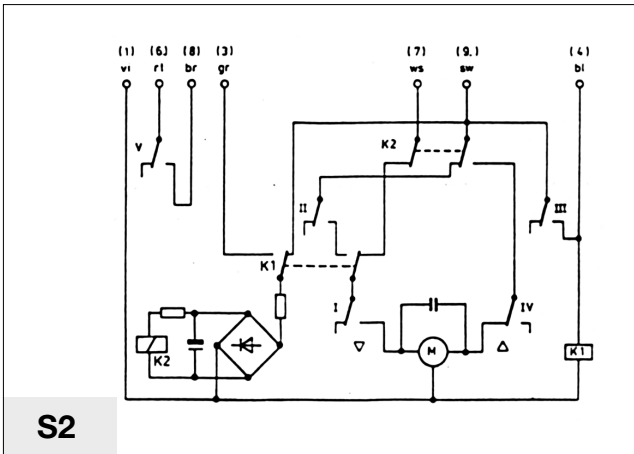 (1) (6) (8) (3) (7) (9.) (4)
vi rt br gr ws sw bl
V
K2
II
III
K1
I
IV
▽
M
△
K2
K1
S2